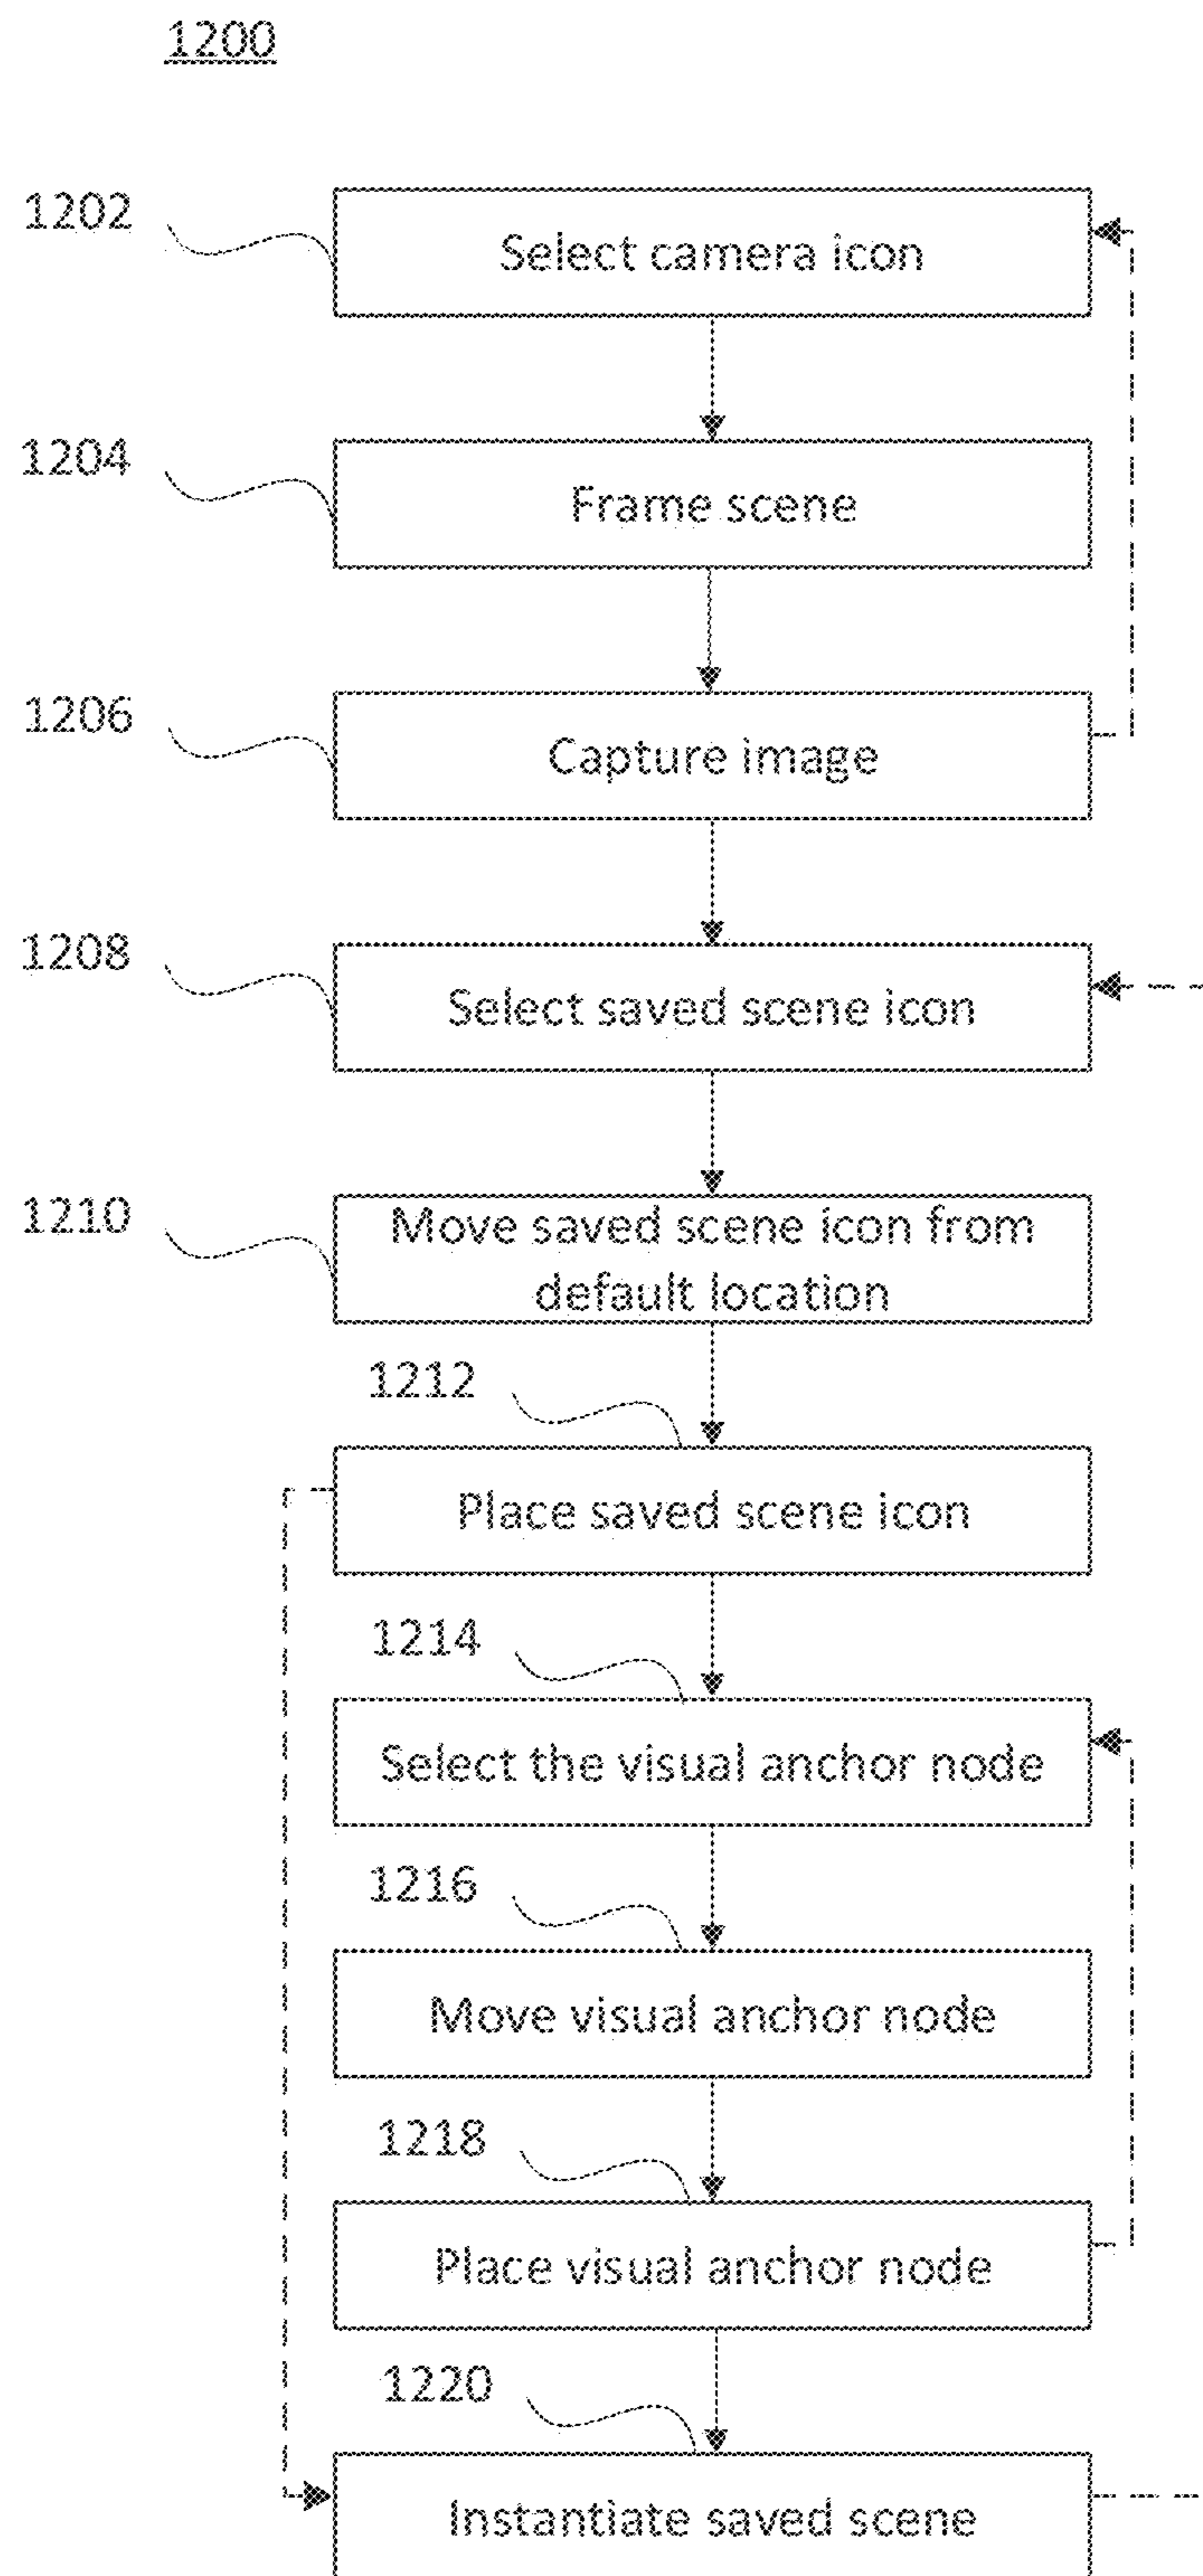 1200
1202
Select camera icon
1204
Frame scene
1206
Capture image
1208
Select saved scene icon
1210
Move saved scene icon from
default location
1212
Place saved scene icon
1214
Select the visual anchor node
1216
Move visual anchor node
1218
Place visual anchor node
1220
Instantiate saved scene